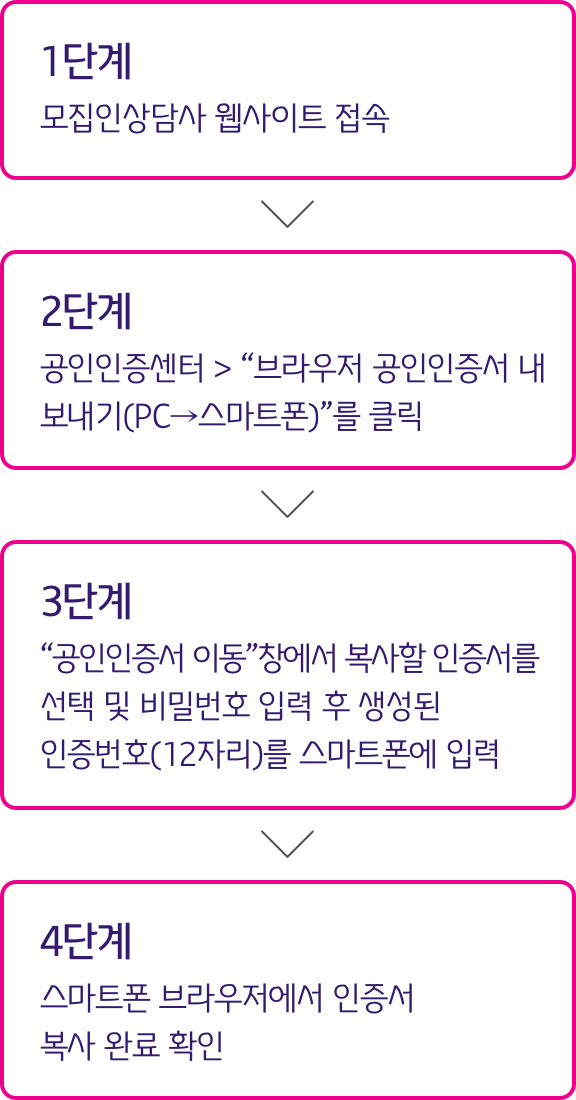 1단계
모집인상담사 웹사이트 접속
2단계
공인인증센터 > “브라우저 공인인증서 내
보내기(PC→스마트폰)”를 클릭
3단계
“공인인증서 이동”창에서 복사할 인증서를
선택 및 비밀번호 입력 후 생성된
인증번호(12자리)를 스마트폰에 입력
4단계
스마트폰 브라우저에서 인증서
복사 완료 확인